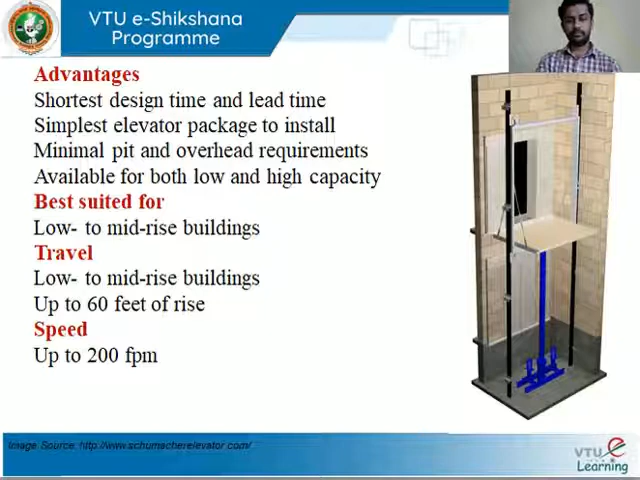 VTU e-Shikshana
Programme
Advantages
Shortest design time and lead time
Simplest elevator package to install
Minimal pit and overhead requirements
Available for both low and high capacity
Best suited for
Low- to mid-rise buildings
Travel
Low- to mid-rise buildings
Up to 60 feet of rise
Speed
Up to 200 fpm
Image Source: http://www.schumacherelevator.com/
VTU e
Learning